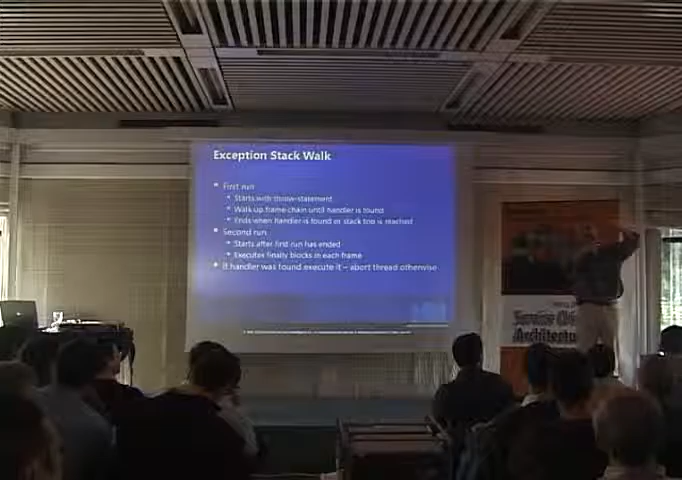 Exception Stack Walk
• First run
• Starts with throw-statement
• Walk up frame chain until handler is found
• Ends when handler is found or stack top is reached
• Second run
• Starts after first run has ended
• Executes finally blocks in each frame
• If handler was found execute it – abort thread otherwise
Architectu